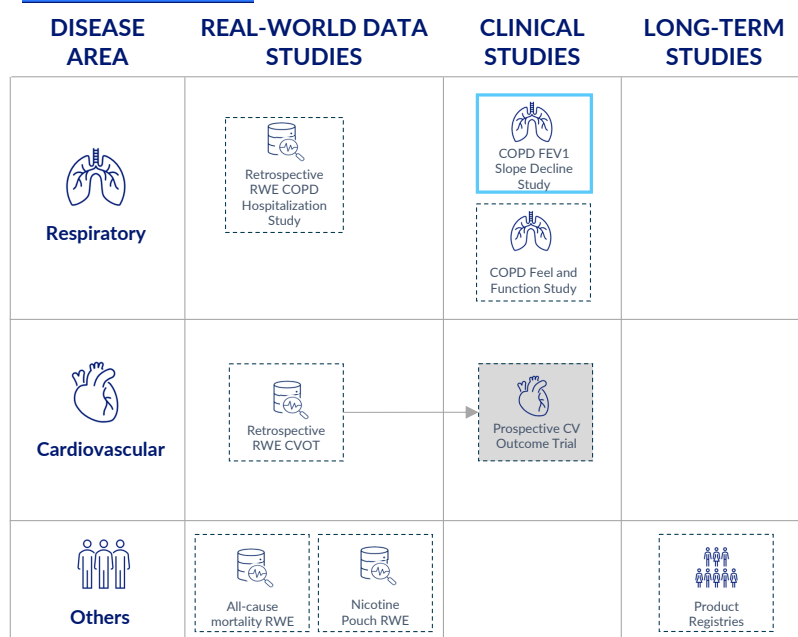 DISEASE
AREA
REAL-WORLD DATA
STUDIES
CLINICAL
STUDIES
LONG-TERM
STUDIES
Respiratory
Retrospective
RWE COPD
Hospitalization
Study
COPD FEV1
Slope Decline
Study
COPD Feel and
Function Study
Cardiovascular
Retrospective
RWE CVOT
Prospective CV
Outcome Trial
Others
All-cause
mortality RWE
Nicotine
Pouch RWE
Product
Registries